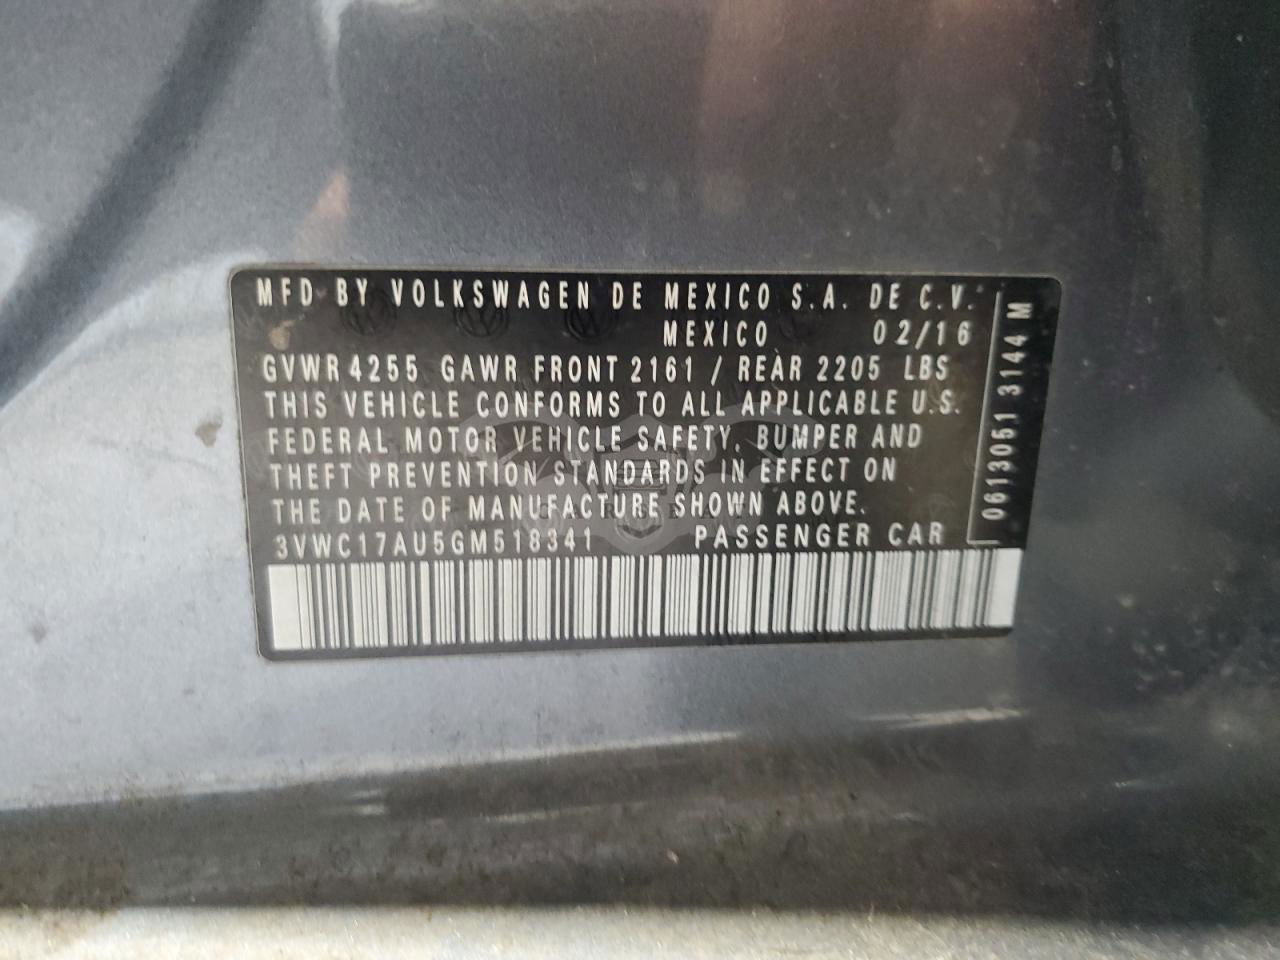 MFD BY VOLKSWAGEN DE MEXICO S.A. DE C.V.
MEXICO 02/16
GVWR 4255 GAWR FRONT 2161 / REAR 2205 LBS
THIS VEHICLE CONFORMS TO ALL APPLICABLE U.S.
FEDERAL MOTOR VEHICLE SAFETY, BUMPER AND
THEFT PREVENTION STANDARDS IN EFFECT ON
THE DATE OF MANUFACTURE SHOWN ABOVE.
3VWC17AU5GM518341 PASSENGER CAR
0613051 3144 M